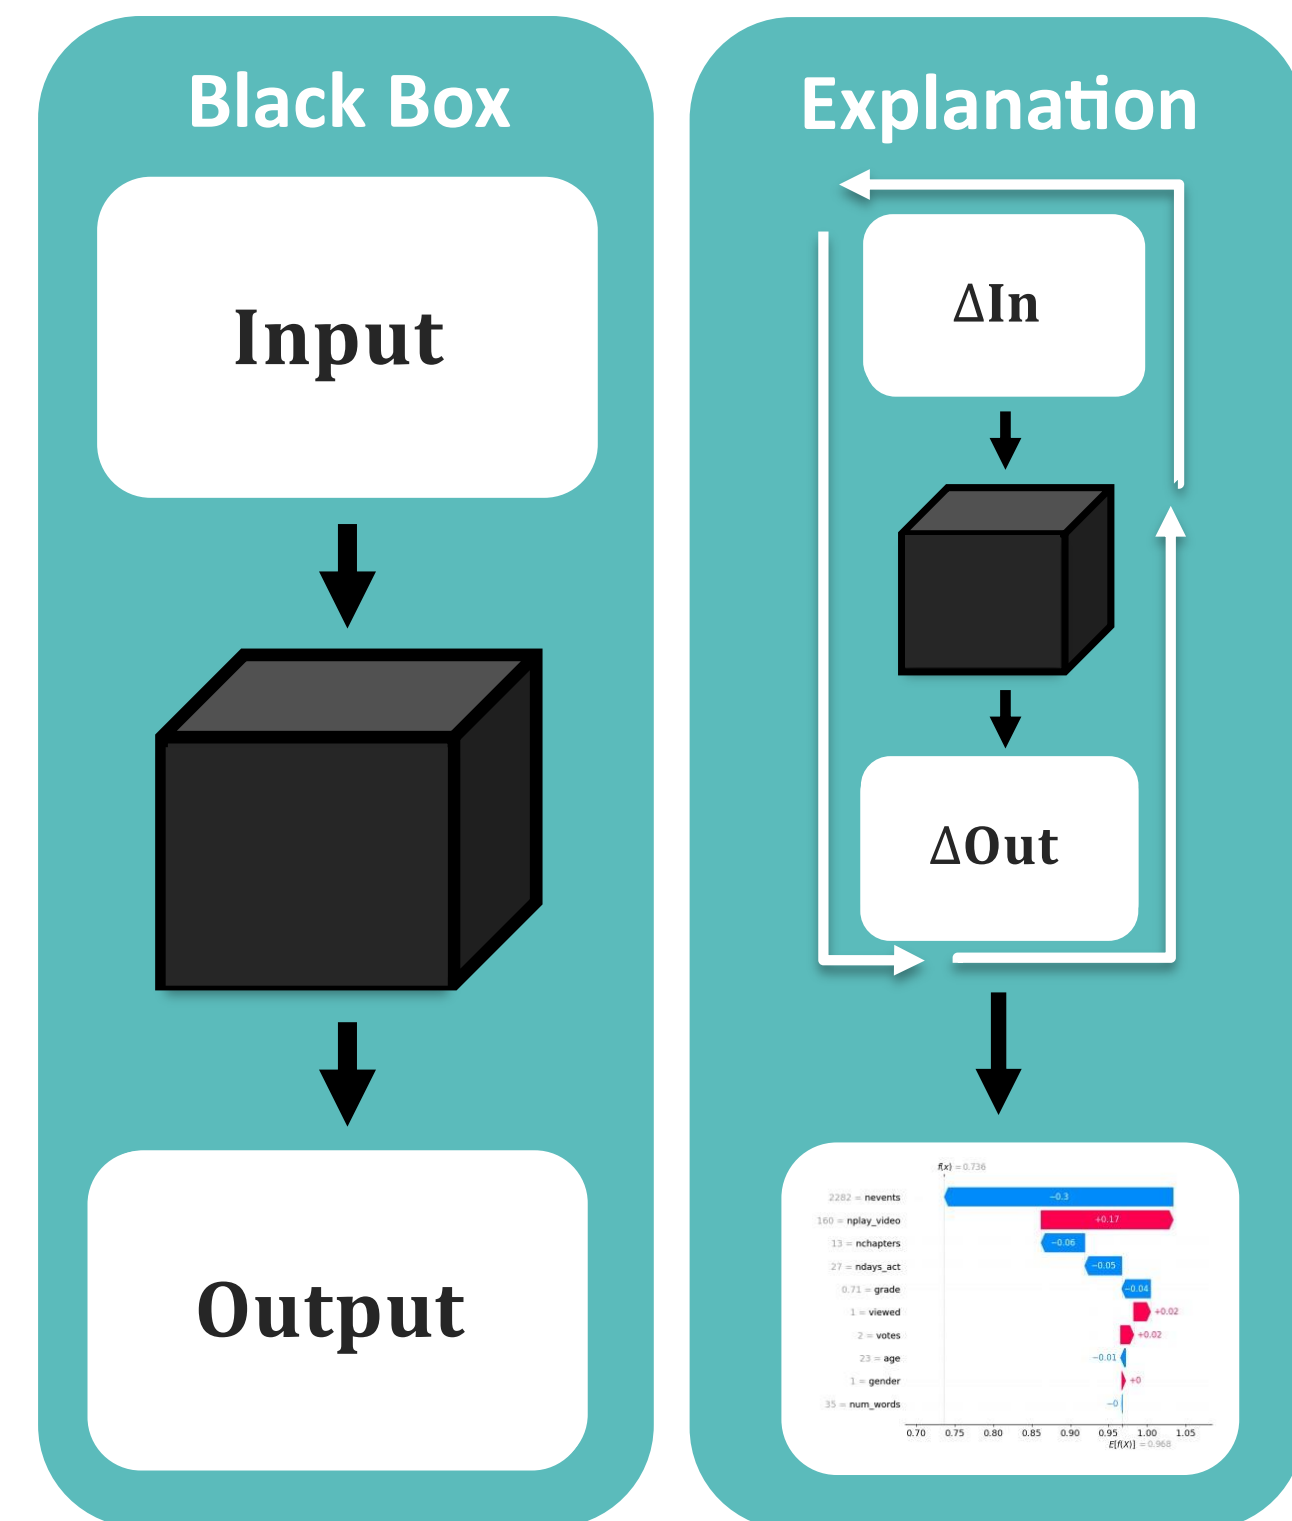 Black Box
Input
Output
Explanation
ΔIn
ΔOut
f(x) = 0.736
2282 = nevents
−0.3
160 = nplay_video
+0.17
13 = nchapters
−0.06
27 = ndays_act
−0.05
0.71 = grade
−0.04
1 = viewed
+0.02
2 = votes
+0.02
23 = age
−0.01
1 = gender
+0
35 = num_words
−0
0.70 0.75 0.80 0.85 0.90 0.95 1.00 1.05
E[f(X)] = 0.968